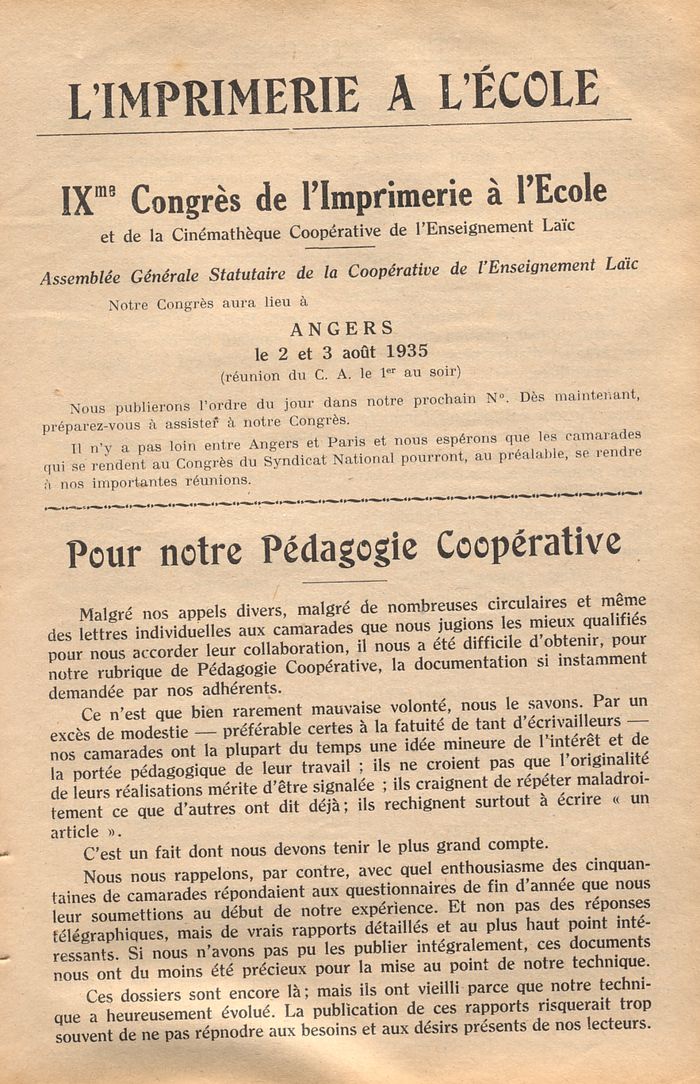 L'IMPRIMERIE A L'ÉCOLE
IXme Congrès de l'Imprimerie à l'Ecole
et de la Cinémathèque Coopérative de l'Enseignement Laïc
Assemblée Générale Statutaire de la Coopérative de l'Enseignement Laïc
Notre Congrès aura lieu à
ANGERS
le 2 et 3 août 1935
(réunion du C. A. le 1er au soir)
Nous publierons l'ordre du jour dans notre prochain N°. Dès maintenant,
préparez-vous à assister à notre Congrès.
Il n'y a pas loin entre Angers et Paris et nous espérons que les camarades
qui se rendent au Congrès du Syndicat National pourront, au préalable, se rendre
à nos importantes réunions.
Pour notre Pédagogie Coopérative
Malgré nos appels divers, malgré de nombreuses circulaires et même
des lettres individuelles aux camarades que nous jugions les mieux qualifiés
pour nous accorder leur collaboration, il nous a été difficile d'obtenir, pour
notre rubrique de Pédagogie Coopérative, la documentation si instamment
demandée par nos adhérents.
Ce n'est que bien rarement mauvaise volonté, nous le savons. Par un
excès de modestie — préférable certes à la fatuité de tant d'écrivailleurs —
nos camarades ont la plupart du temps une idée mineure de l'intérêt et de
la portée pédagogique de leur travail ; ils ne croient pas que l'originalité
de leurs réalisations mérite d'être signalée ; ils craignent de répéter maladroi-
tement ce que d'autres ont dit déjà ; ils rechignent surtout à écrire « un
article ».
C'est un fait dont nous devons tenir le plus grand compte.
Nous nous rappelons, par contre, avec quel enthousiasme des cinquan-
taines de camarades répondaient aux questionnaires de fin d'année que nous
leur soumettions au début de notre expérience. Et non pas des réponses
télégraphiques, mais de vrais rapports détaillés et au plus haut point inté-
ressants. Si nous n'avons pas pu les publier intégralement, ces documents
nous ont du moins été précieux pour la mise au point de notre technique.
Ces dossiers sont encore là ; mais ils ont vieilli parce que notre techni-
que a heureusement évolué. La publication de ces rapports risquerait trop
souvent de ne pas répnodre aux besoins et aux désirs présents de nos lecteurs.